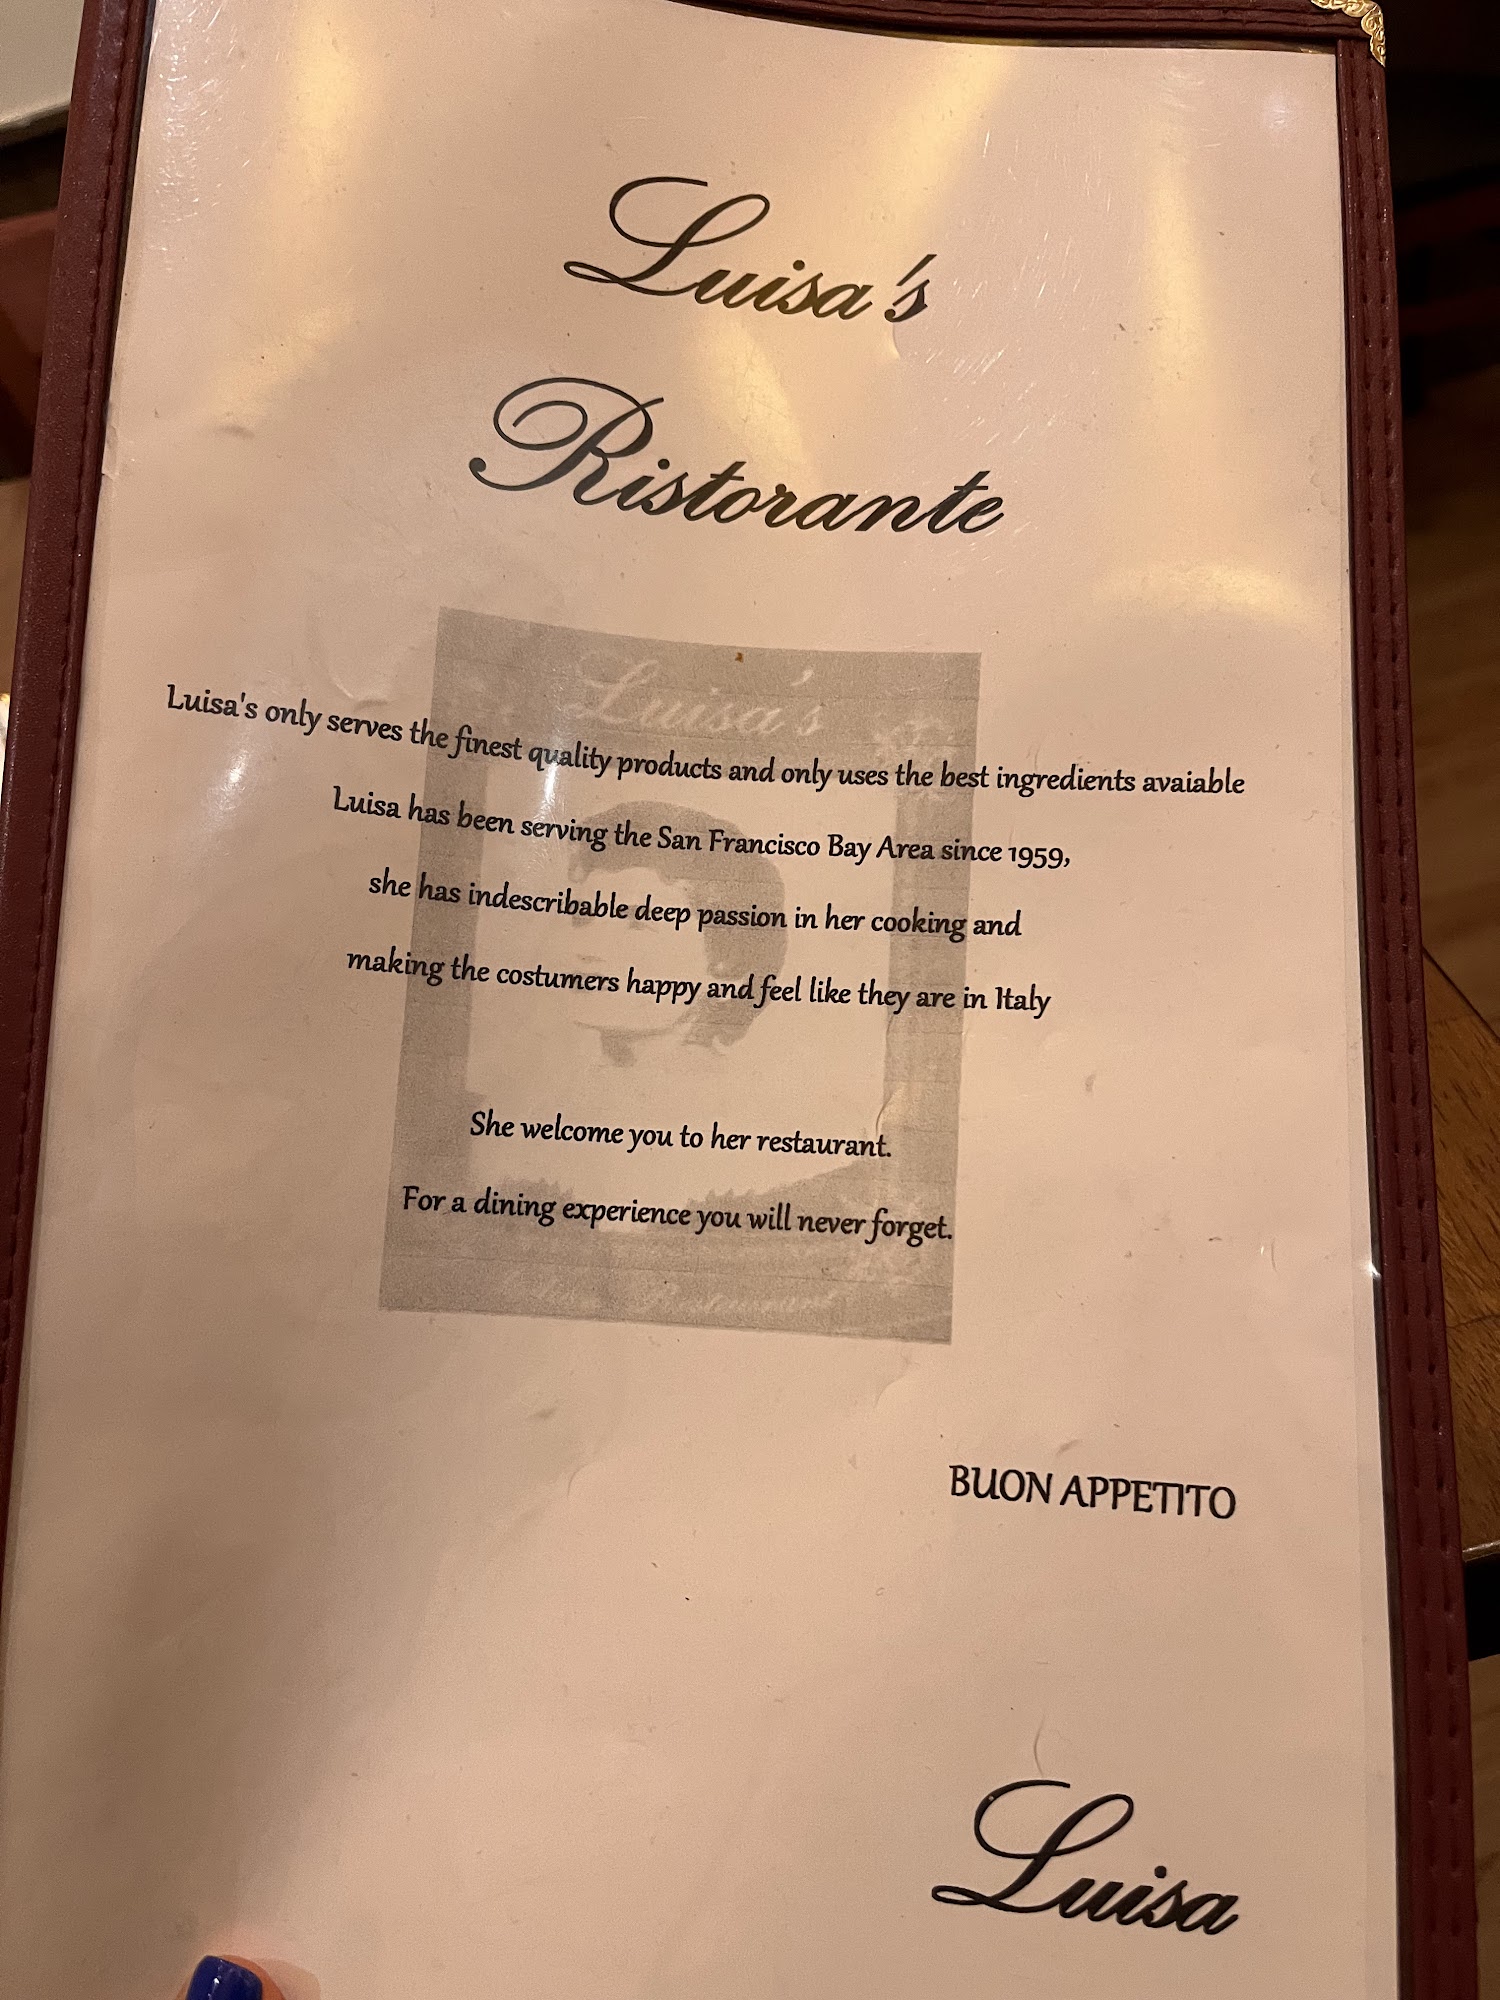 Luisa's
Ristorante
Luisa's
Luisa's only serves the finest quality products and only uses the best ingredients avaiable
Luisa has been serving the San Francisco Bay Area since 1959,
she has indescribable deep passion in her cooking and
making the costumers happy and feel like they are in Italy
She welcome you to her restaurant.
For a dining experience you will never forget.
Restaurant
BUON APPETITO
Luisa